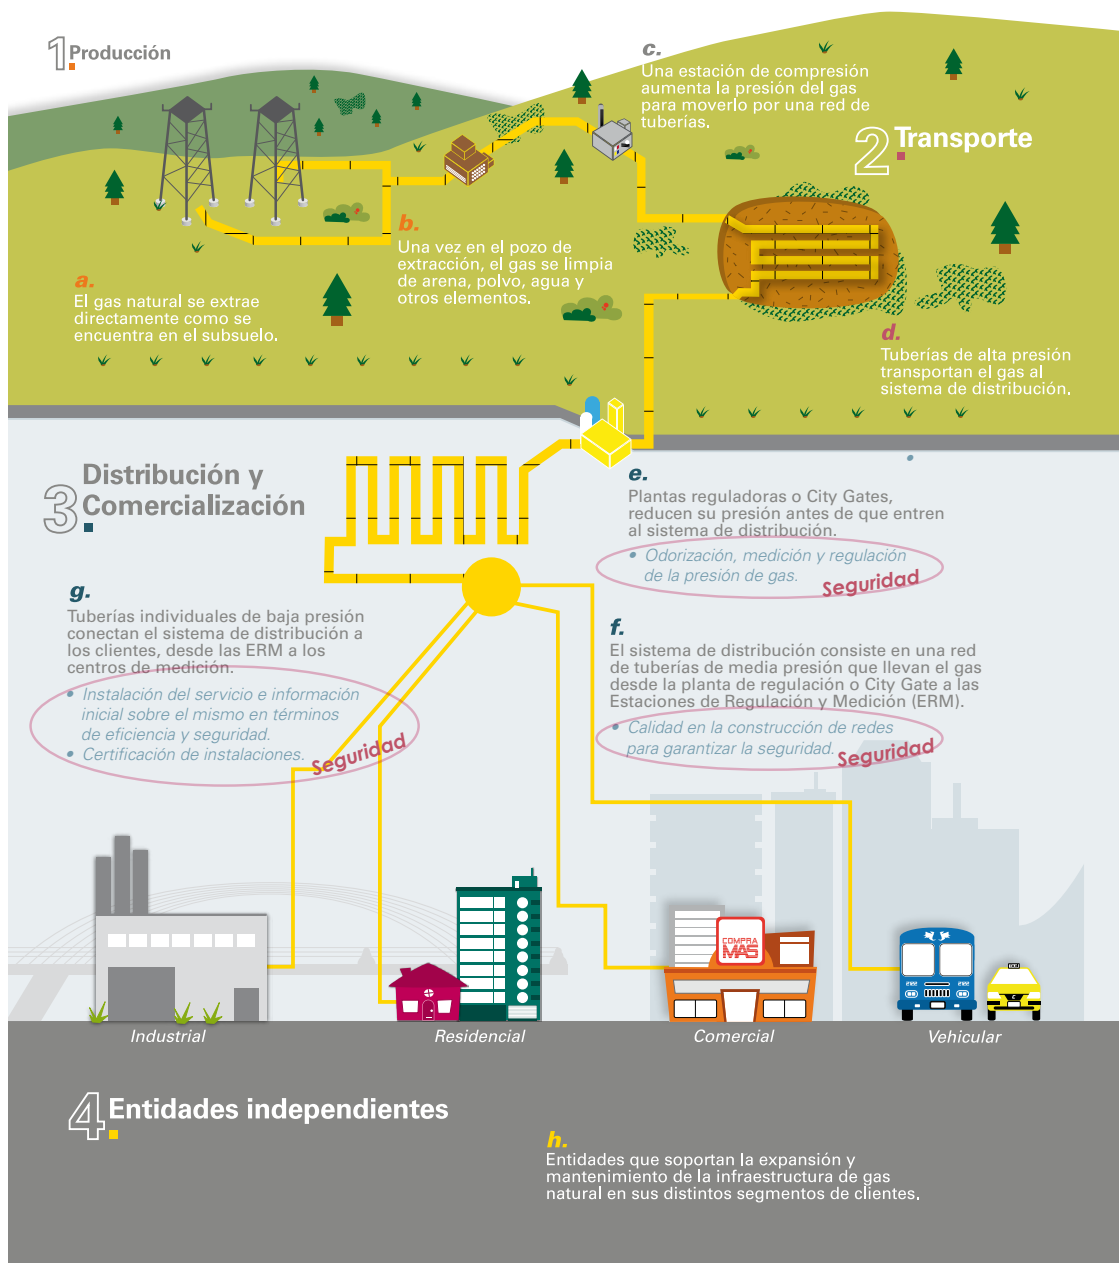 1 Producción
a.
El gas natural se extrae
directamente como se
encuentra en el subsuelo.
b.
Una vez en el pozo de
extracción, el gas se limpia
de arena, polvo, agua y
otros elementos.
c.
Una estación de compresión
aumenta la presión del gas
para moverlo por una red de
tuberías.
2 Transporte
d.
Tuberías de alta presión
transportan el gas al
sistema de distribución.
3 Distribución y
Comercialización
e.
Plantas reguladoras o City Gates,
reducen su presión antes de que entren
al sistema de distribución.
• Odorización, medición y regulación
de la presión de gas.
Seguridad
f.
El sistema de distribución consiste en una red
de tuberías de media presión que llevan el gas
desde la planta de regulación o City Gate a las
Estaciones de Regulación y Medición (ERM).
• Calidad en la construcción de redes
para garantizar la seguridad.
Seguridad
g.
Tuberías individuales de baja presión
conectan el sistema de distribución a
los clientes, desde las ERM a los
centros de medición.
• Instalación del servicio e información
inicial sobre el mismo en términos
de eficiencia y seguridad.
• Certificación de instalaciones.
Seguridad
COMPRA
MAS
Industrial
Residencial
Comercial
Vehicular
4 Entidades independientes
h.
Entidades que soportan la expansión y
mantenimiento de la infraestructura de gas
natural en sus distintos segmentos de clientes.